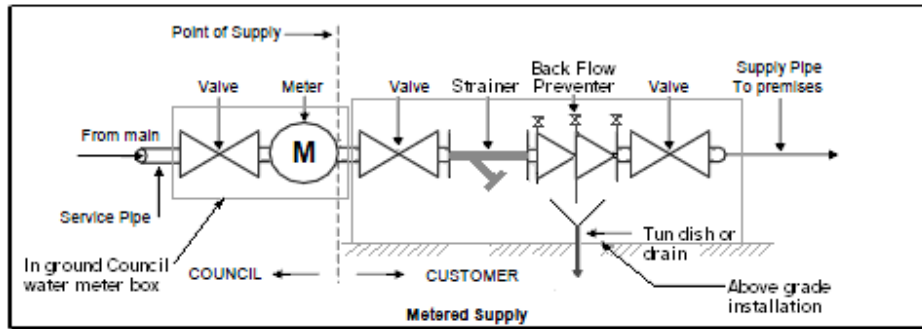 Point of Supply
Valve
Meter
Valve
Strainer
Back Flow
Preventer
Valve
Supply Pipe
To premises
From main
M
Service Pipe
Tun dish or
drain
In ground Council
water meter box
COUNCIL
CUSTOMER
Above grade
installation
Metered Supply